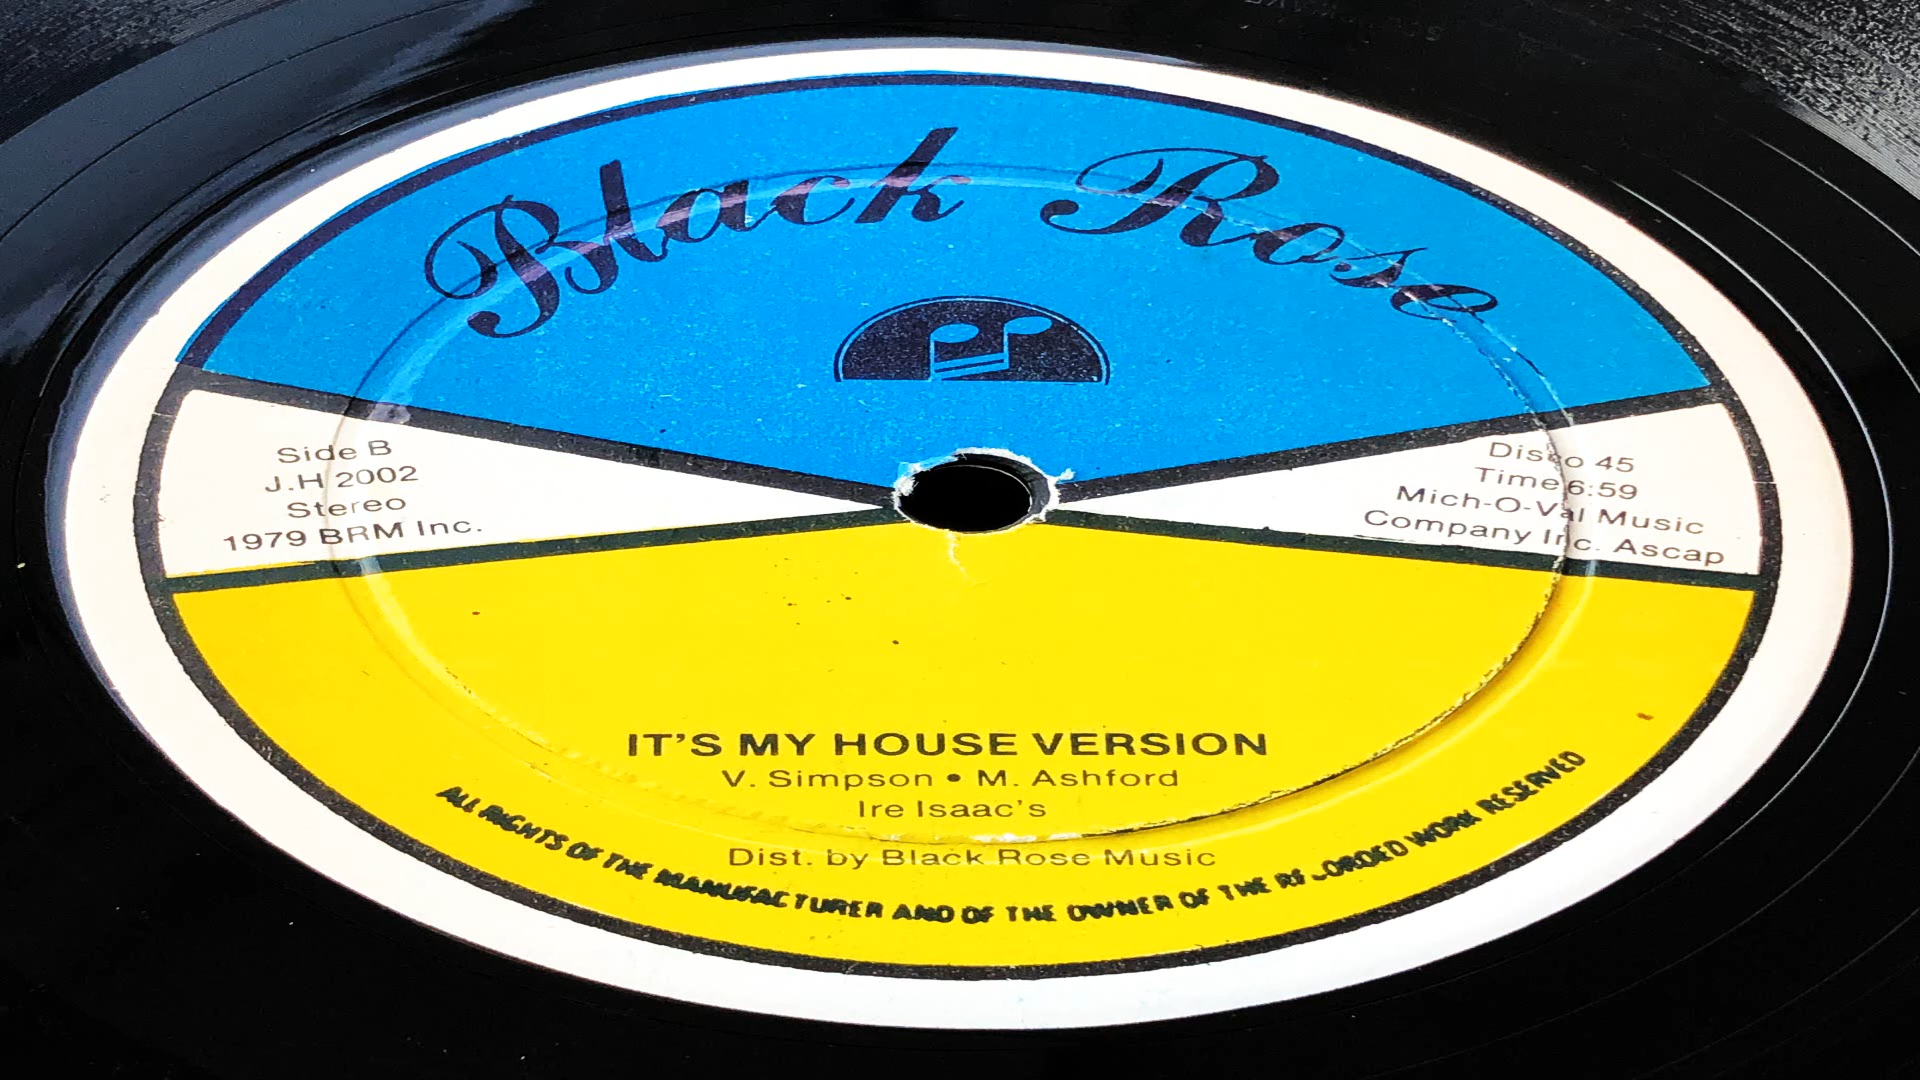 Black Rose
Side B
J.H 2002
Stereo
1979 BRM Inc.
Disco 45
Time 6:59
Mich-O-Val Music
Company Inc. Ascap
IT'S MY HOUSE VERSION
V. Simpson • M. Ashford
Ire Isaac's
Dist. by Black Rose Music
ALL RIGHTS OF THE MANUFACTURER AND OF THE OWNER OF THE RECORDED WORK RESERVED